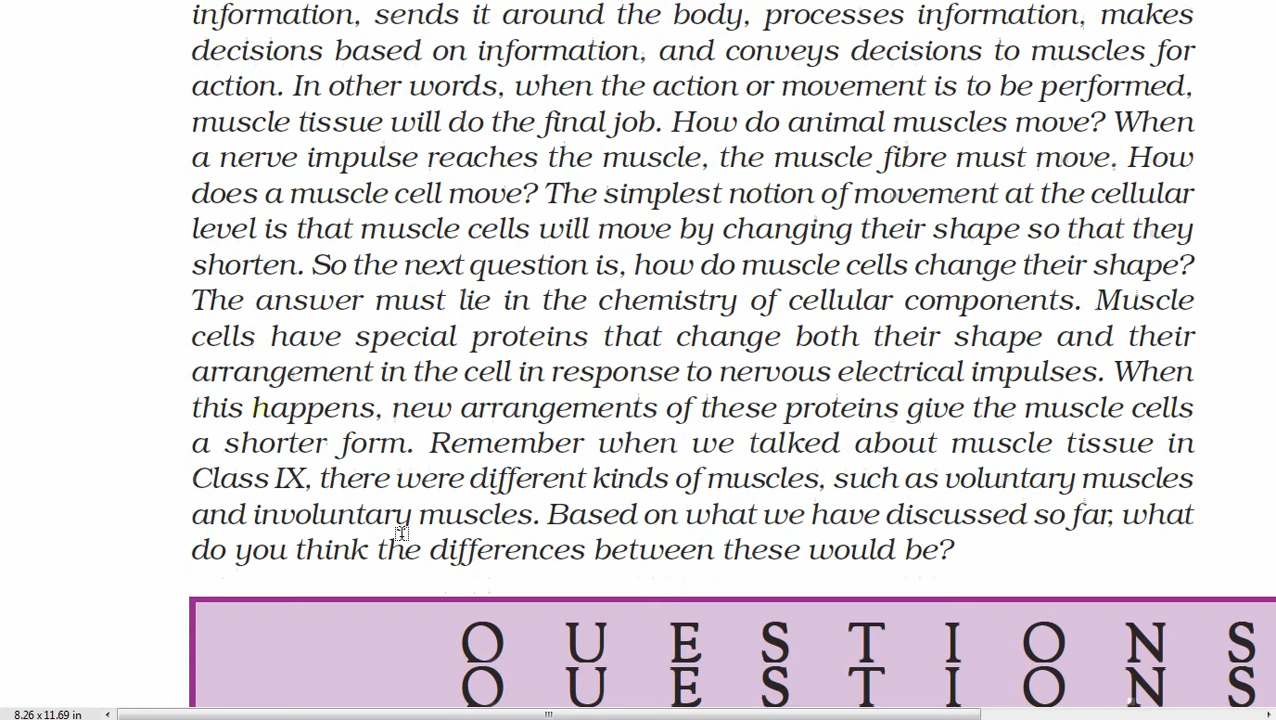 information, sends it around the body, processes information, makes
decisions based on information, and conveys decisions to muscles for
action. In other words, when the action or movement is to be performed,
muscle tissue will do the final job. How do animal muscles move? When
a nerve impulse reaches the muscle, the muscle fibre must move. How
does a muscle cell move? The simplest notion of movement at the cellular
level is that muscle cells will move by changing their shape so that they
shorten. So the next question is, how do muscle cells change their shape?
The answer must lie in the chemistry of cellular components. Muscle
cells have special proteins that change both their shape and their
arrangement in the cell in response to nervous electrical impulses. When
this happens, new arrangements of these proteins give the muscle cells
a shorter form. Remember when we talked about muscle tissue in
Class IX, there were different kinds of muscles, such as voluntary muscles
and involuntary muscles. Based on what we have discussed so far, what
do you think the differences between these would be?
Q U E S T I O N S
Q U E S T I O N S
8.26 x 11.69 in